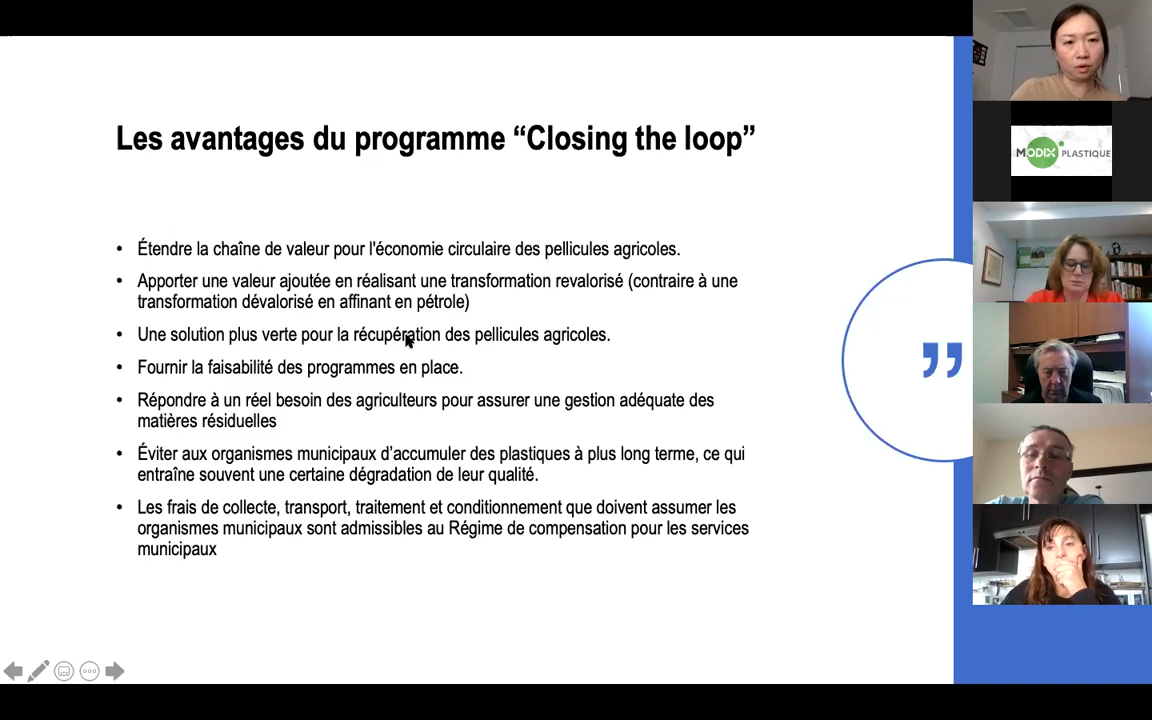 Les avantages du programme “Closing the loop”
• Étendre la chaîne de valeur pour l'économie circulaire des pellicules agricoles.
• Apporter une valeur ajoutée en réalisant une transformation revalorisé (contraire à une
transformation dévalorisé en affinant en pétrole)
• Une solution plus verte pour la récupération des pellicules agricoles.
• Fournir la faisabilité des programmes en place.
• Répondre à un réel besoin des agriculteurs pour assurer une gestion adéquate des
matières résiduelles
• Éviter aux organismes municipaux d’accumuler des plastiques à plus long terme, ce qui
entraîne souvent une certaine dégradation de leur qualité.
• Les frais de collecte, transport, traitement et conditionnement que doivent assumer les
organismes municipaux sont admissibles au Régime de compensation pour les services
municipaux
”
MODIX PLASTIQUE